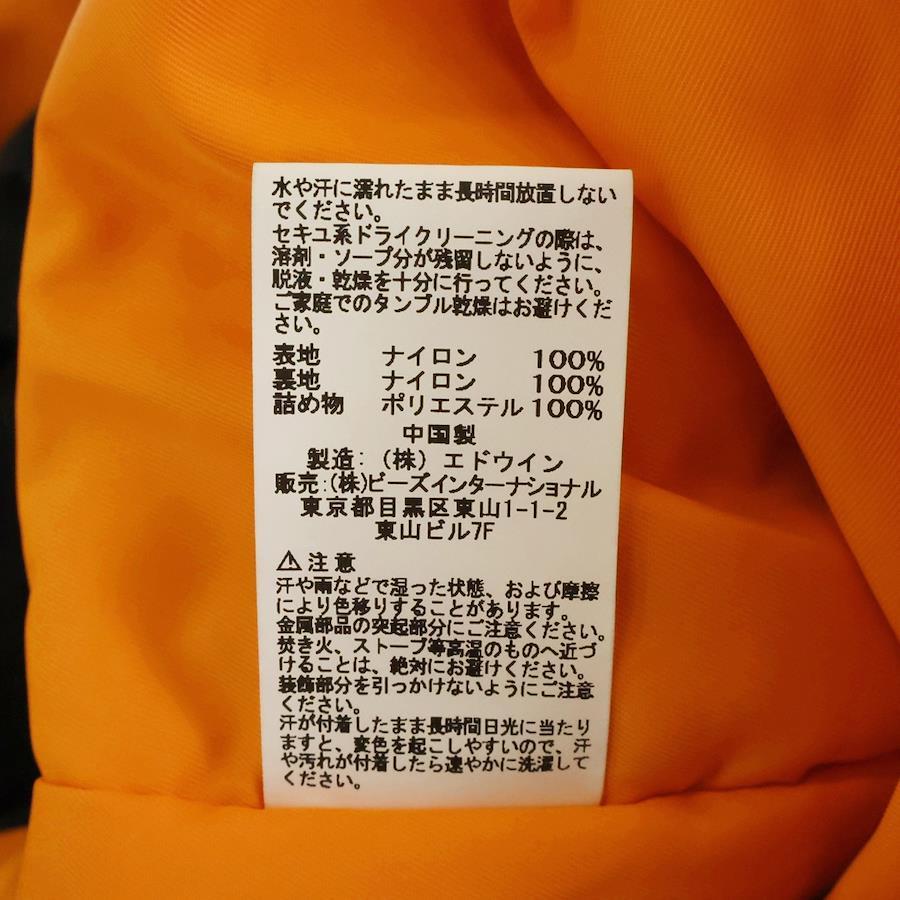 水や汗に濡れたまま長時間放置しない
でください。
セキユ系ドライクリーニングの際は、
溶剤・ソープ分が残留しないように、
脱液・乾燥を十分に行ってください。
ご家庭でのタンブル乾燥はお避けくだ
さい。
表地 ナイロン 100%
裏地 ナイロン 100%
詰め物 ポリエステル 100%
中国製
製造:(株)エドウイン
販売:(株)ビーズインターナショナル
東京都目黒区東山1-1-2
東山ビル7F
⚠注意
汗や雨などで湿った状態、および摩擦
により色移りすることがあります。
金属部品の突起部分にご注意ください。
焚き火、ストーブ等高温のものへ近づ
けることは、絶対にお避けください。
装飾部分を引っかけないようにご注意
ください。
汗が付着したまま長時間日光に当たり
ますと、変色を起こしやすいので、汗
や汚れが付着したら速やかに洗濯して
ください。